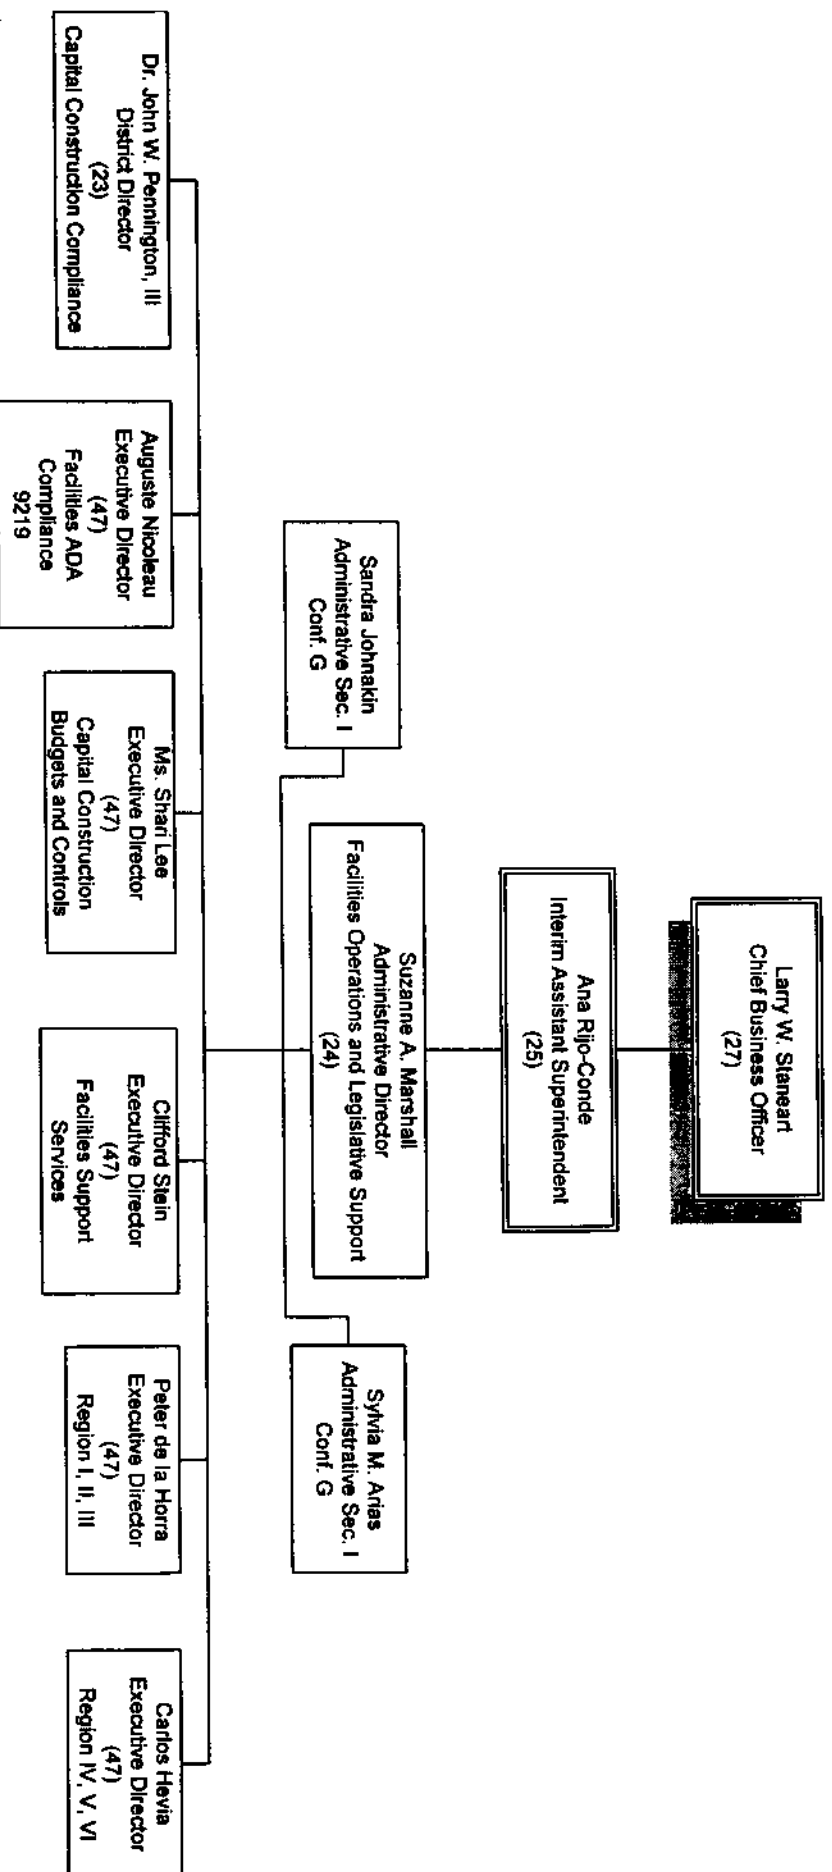 Larry W. Staneart
Chief Business Officer
(27)
Ana Rijo-Conde
Interim Assistant Superintendent
(25)
Suzanne A. Marshall
Administrative Director
Facilities Operations and Legislative Support
(24)
Sandra Johnakin
Administrative Sec. I
Conf. G
Sylvia M. Arias
Administrative Sec. I
Conf. G
Dr. John W. Pennington, III
District Director
(23)
Capital Construction Compliance
Auguste Nicoleau
Executive Director
(47)
Facilities ADA
Compliance
9219
Ms. Shari Lee
Executive Director
(47)
Capital Construction
Budgets and Controls
Clifford Stein
Executive Director
(47)
Facilities Support
Services
Peter de la Horra
Executive Director
(47)
Region I, II, III
Carlos Hevia
Executive Director
(47)
Region IV, V, VI